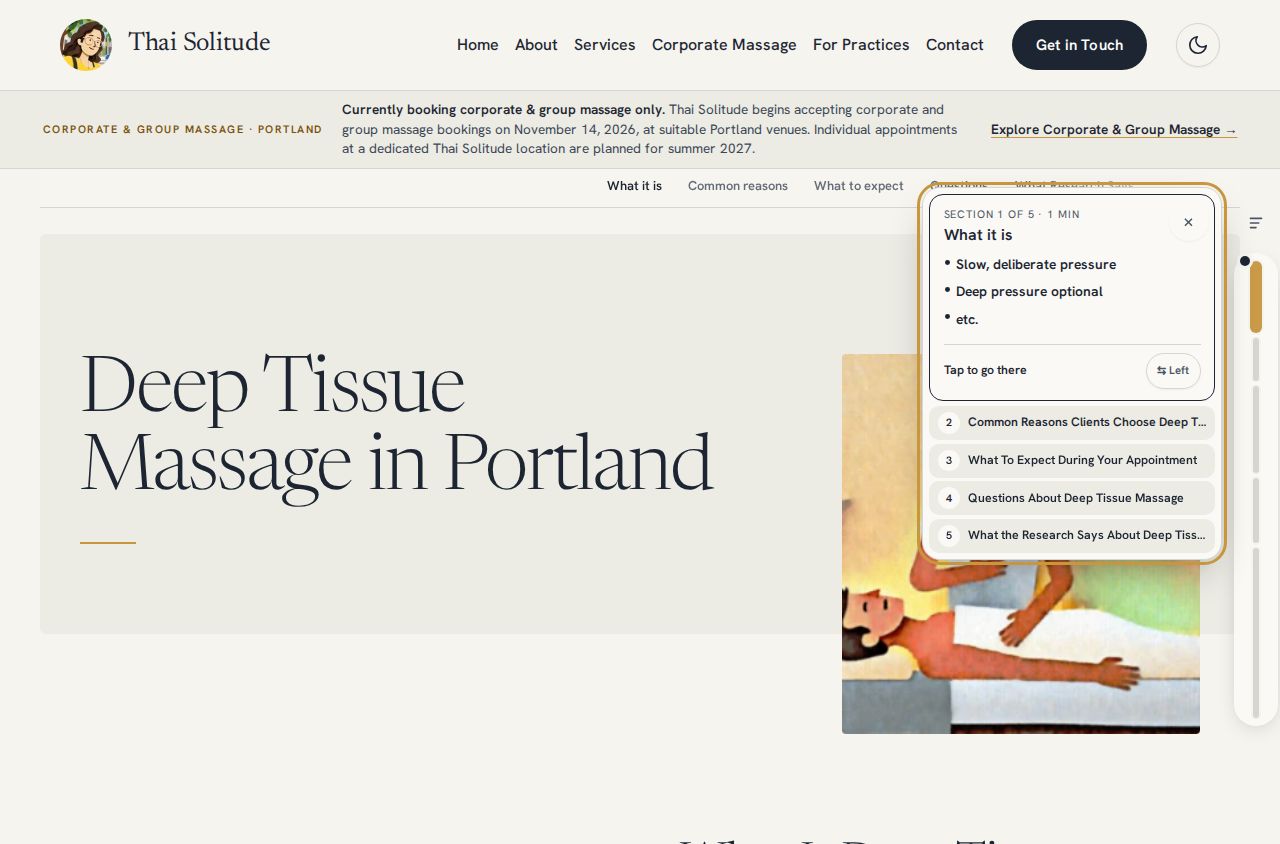 Thai Solitude
Home
About
Services
Corporate Massage
For Practices
Contact
Get in Touch
CORPORATE & GROUP MASSAGE · PORTLAND
Currently booking corporate & group massage only. Thai Solitude begins accepting corporate and
group massage bookings on November 14, 2026, at suitable Portland venues. Individual appointments
at a dedicated Thai Solitude location are planned for summer 2027.
Explore Corporate & Group Massage →
What it is
Common reasons
What to expect
Questions
What Research Says
SECTION 1 OF 5 · 1 MIN
What it is
✕
• Slow, deliberate pressure
• Deep pressure optional
• etc.
Tap to go there
⇆ Left
2 Common Reasons Clients Choose Deep T...
3 What To Expect During Your Appointment
4 Questions About Deep Tissue Massage
5 What the Research Says About Deep Tiss...
Deep Tissue
Massage in Portland